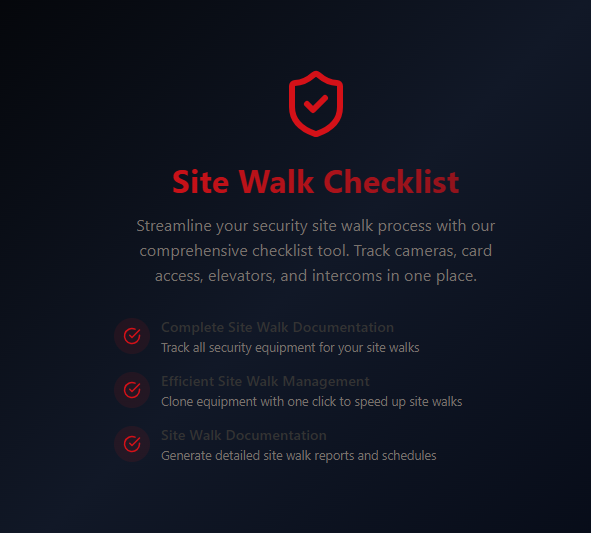 Site Walk Checklist
Streamline your security site walk process with our
comprehensive checklist tool. Track cameras, card
access, elevators, and intercoms in one place.
Complete Site Walk Documentation
Track all security equipment for your site walks
Efficient Site Walk Management
Clone equipment with one click to speed up site walks
Site Walk Documentation
Generate detailed site walk reports and schedules